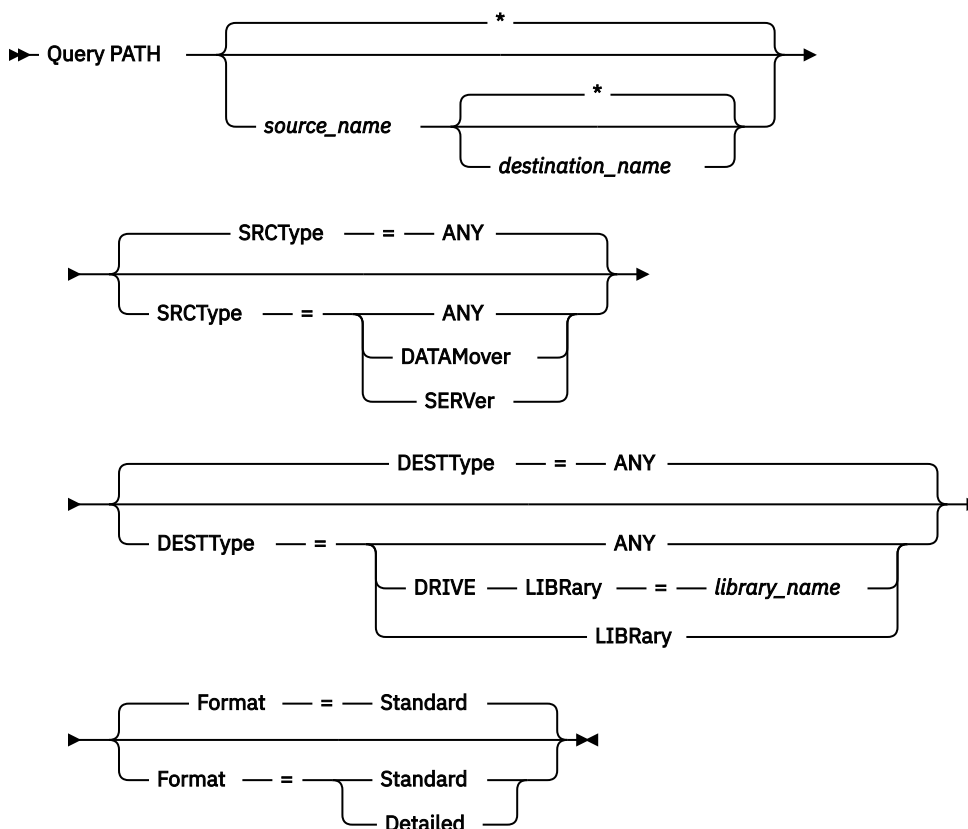 *
Query PATH
*
source_name
destination_name
SRCType = ANY
SRCType = ANY
DATAMover
SERVer
DESTType = ANY
DESTType = ANY
DRIVE LIBRary = library_name
LIBRary
Format = Standard
Format = Standard
Detailed